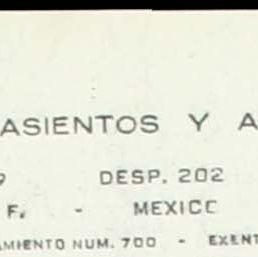 ASIENTOS Y A
9 DESP. 202
F. - MEXICC
AMIENTO NUM. 700 - EXENT